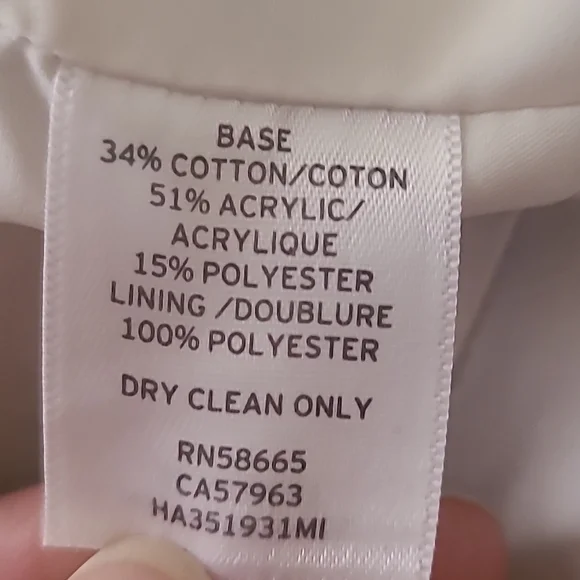 BASE
34% COTTON/COTON
51% ACRYLIC/
ACRYLIQUE
15% POLYESTER
LINING /DOUBLURE
100% POLYESTER
DRY CLEAN ONLY
RN58665
CA57963
HA351931MI